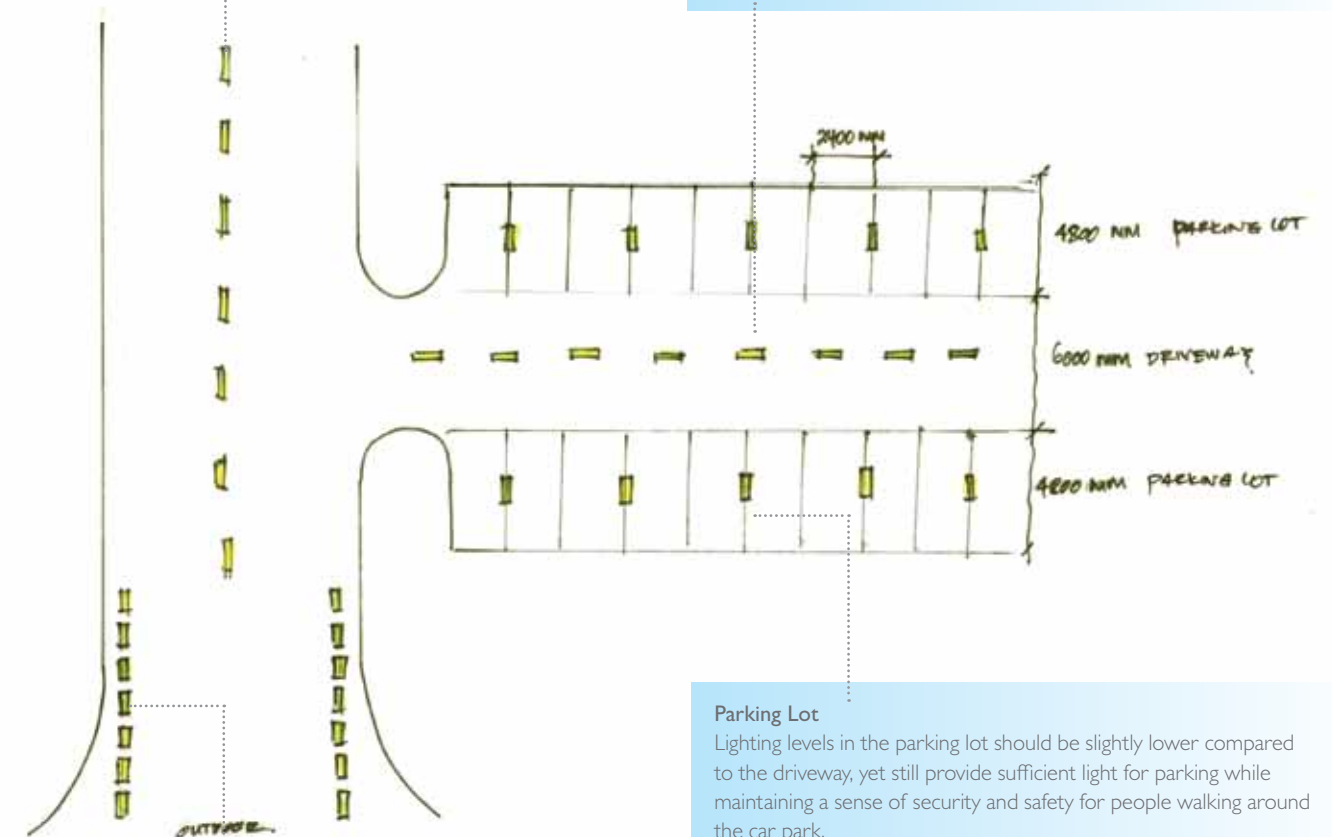 2400 MM
4800 MM PARKING LOT
6000 MM DRIVEWAY
4800 MM PARKING LOT
Parking Lot
Lighting levels in the parking lot should be slightly lower compared
to the driveway, yet still provide sufficient light for parking while
maintaining a sense of security and safety for people walking around
the car park.
OUTDOOR.